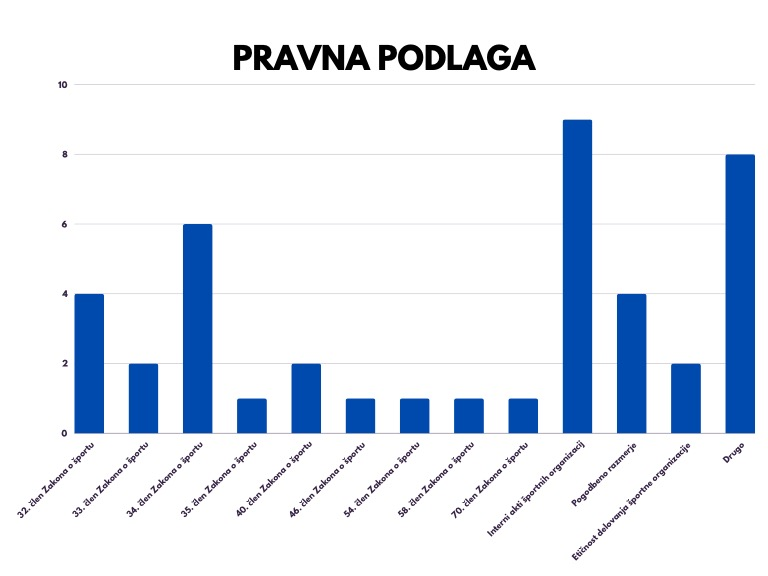 PRAVNA PODLAGA
10
8
6
4
2
0
32. člen Zakona o športu
33. člen Zakona o športu
34. člen Zakona o športu
35. člen Zakona o športu
40. člen Zakona o športu
46. člen Zakona o športu
54. člen Zakona o športu
58. člen Zakona o športu
70. člen Zakona o športu
Interni akti športnih organizacij
Pogodbeno razmerje
Etičnost delovanja športne organizacije
Drugo